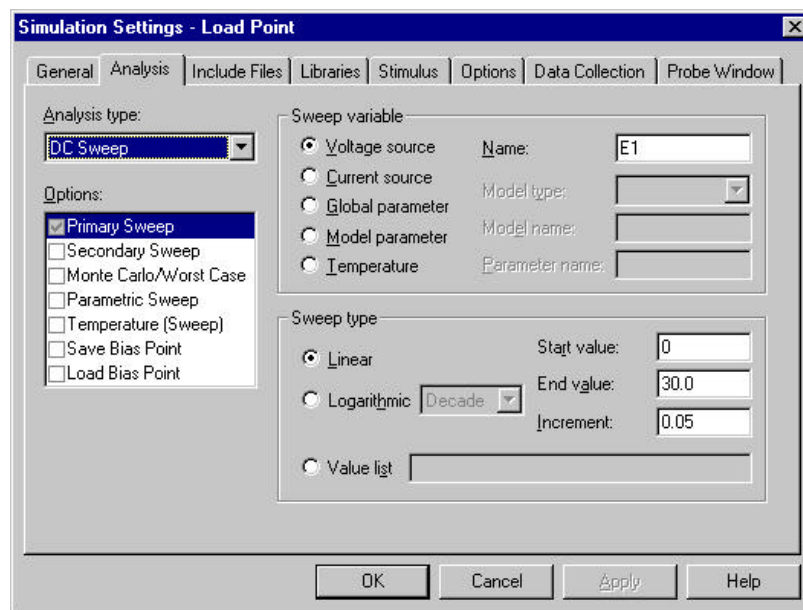 Simulation Settings - Load Point
General Analysis Include Files Libraries Stimulus Options Data Collection Probe Window
Analysis type:
DC Sweep
Options:
Primary Sweep
Secondary Sweep
Monte Carlo/Worst Case
Parametric Sweep
Temperature (Sweep)
Save Bias Point
Load Bias Point
Sweep variable
Voltage source
Current source
Global parameter
Model parameter
Temperature
Name: E1
Model type:
Model name:
Parameter name:
Sweep type
Linear
Logarithmic Decade
Value list
Start value: 0
End value: 30.0
Increment: 0.05
OK Cancel Apply Help